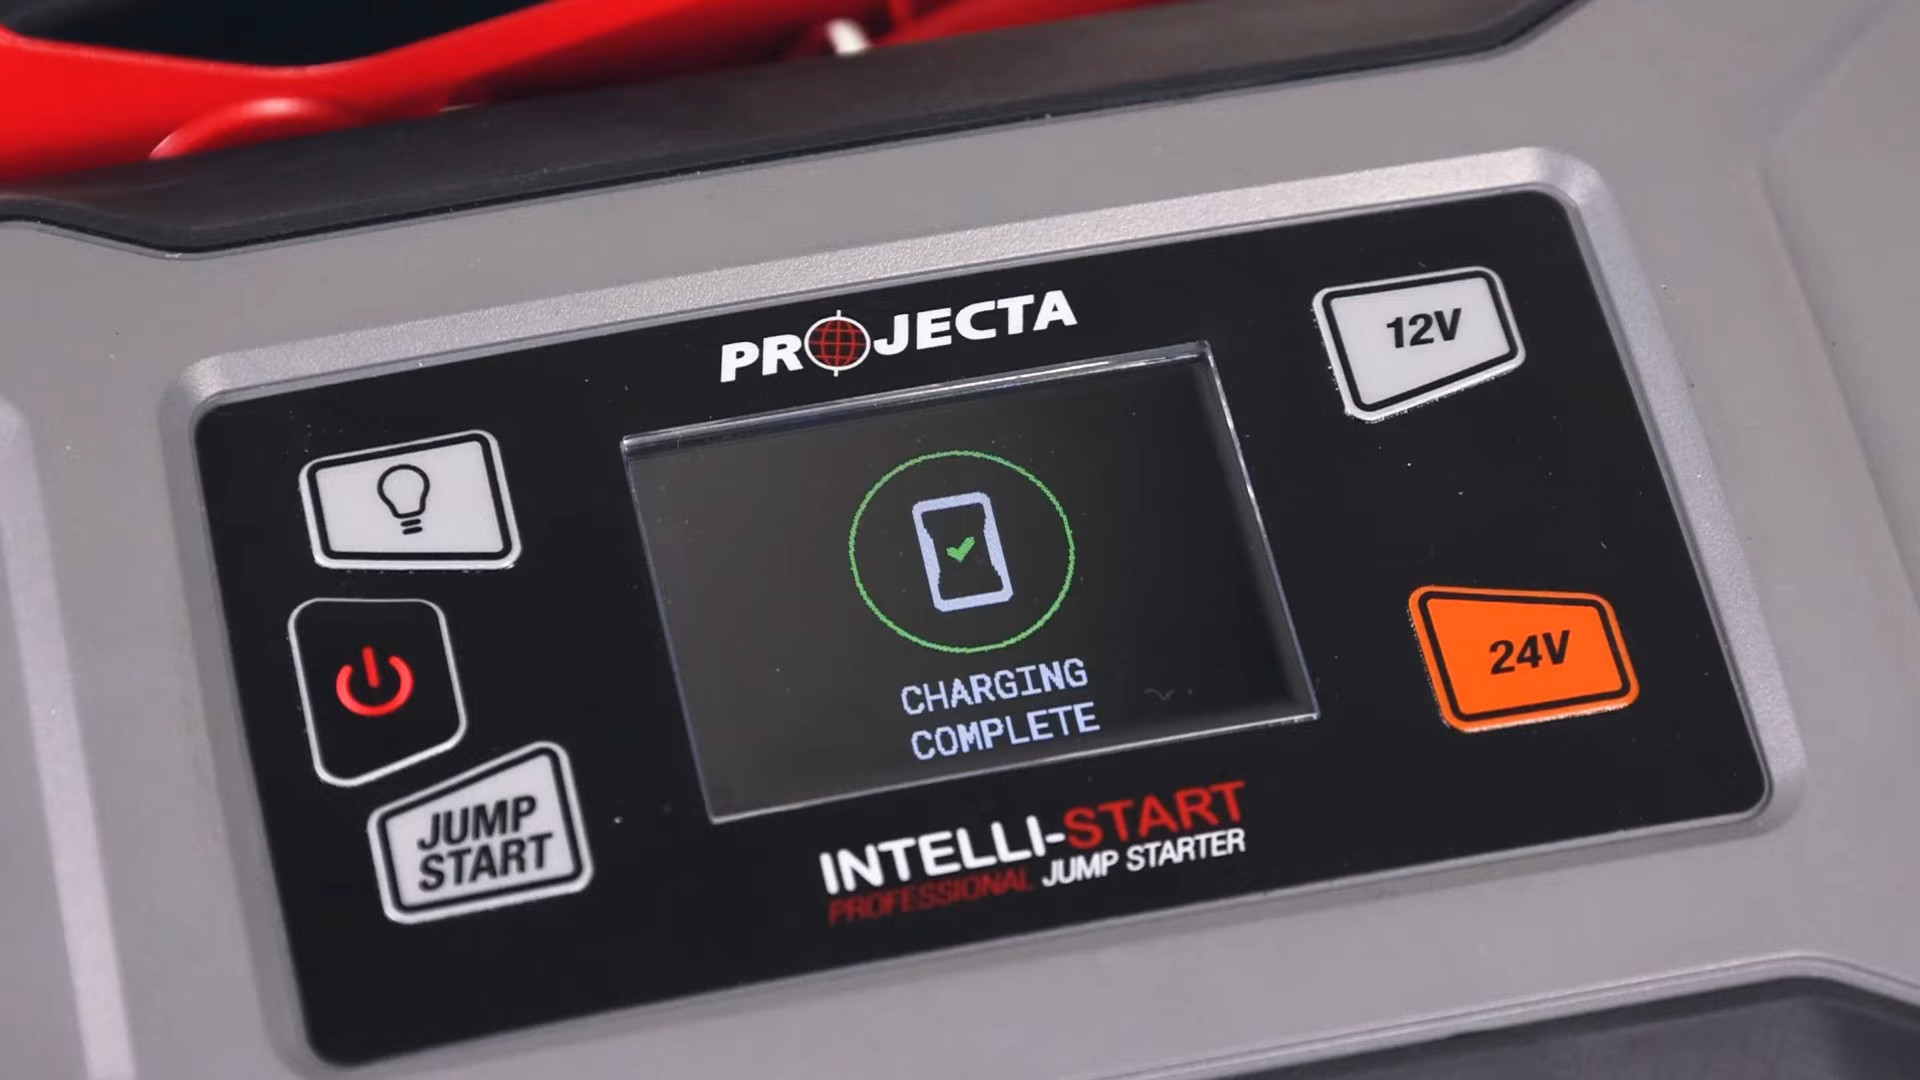 PROJECTA
12V
CHARGING
COMPLETE
24V
JUMP
START
INTELLI-START
PROFESSIONAL JUMP STARTER